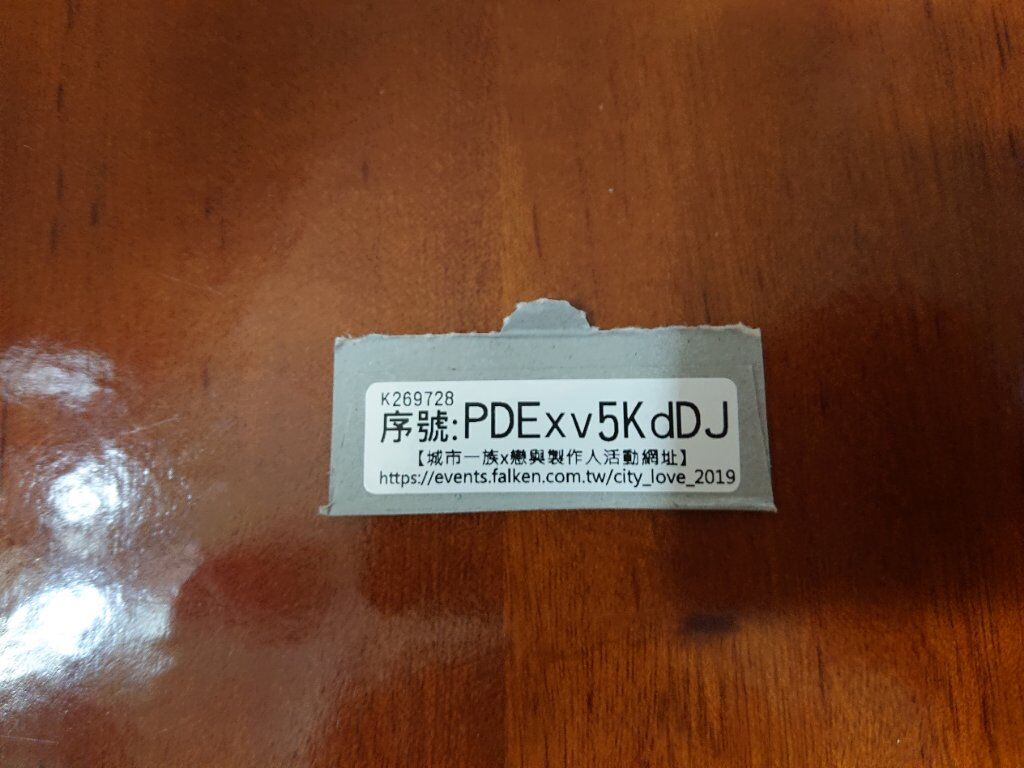 K269728
序號:PDExv5KdDJ
【城市一族x戀與製作人活動網址】
https://events.falken.com.tw/city_love_2019